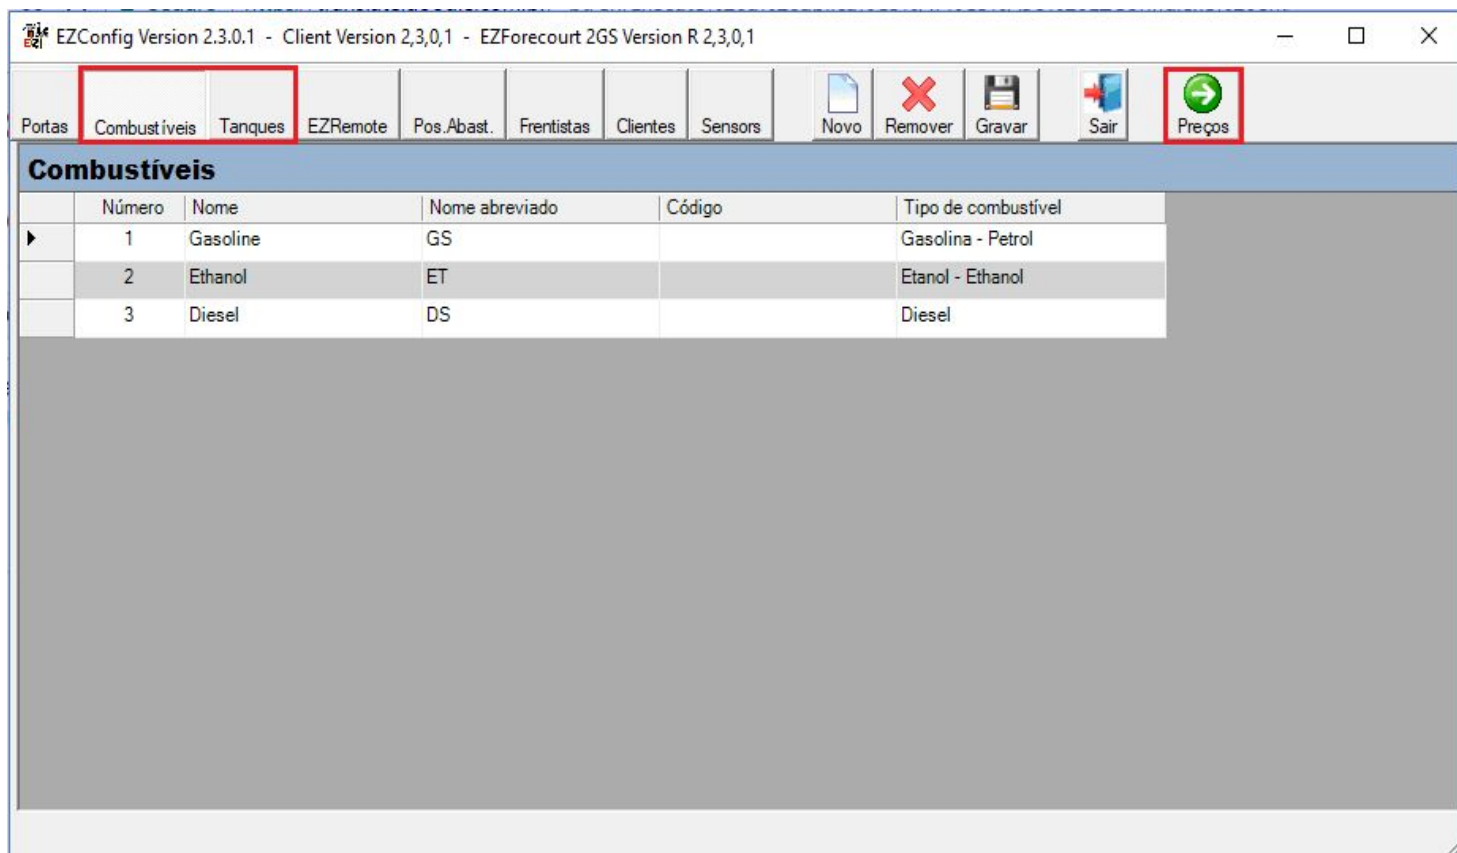 EZConfig Version 2.3.0.1 - Client Version 2,3,0,1 - EZForecourt 2GS Version R 2,3,0,1
Portas Combustíveis Tanques EZRemote Pos.Abast. Frentistas Clientes Sensors Novo Remover Gravar Sair Preços
Combustíveis
Número Nome Nome abreviado Código Tipo de combustível
1 Gasoline GS Gasolina - Petrol
2 Ethanol ET Etanol - Ethanol
3 Diesel DS Diesel